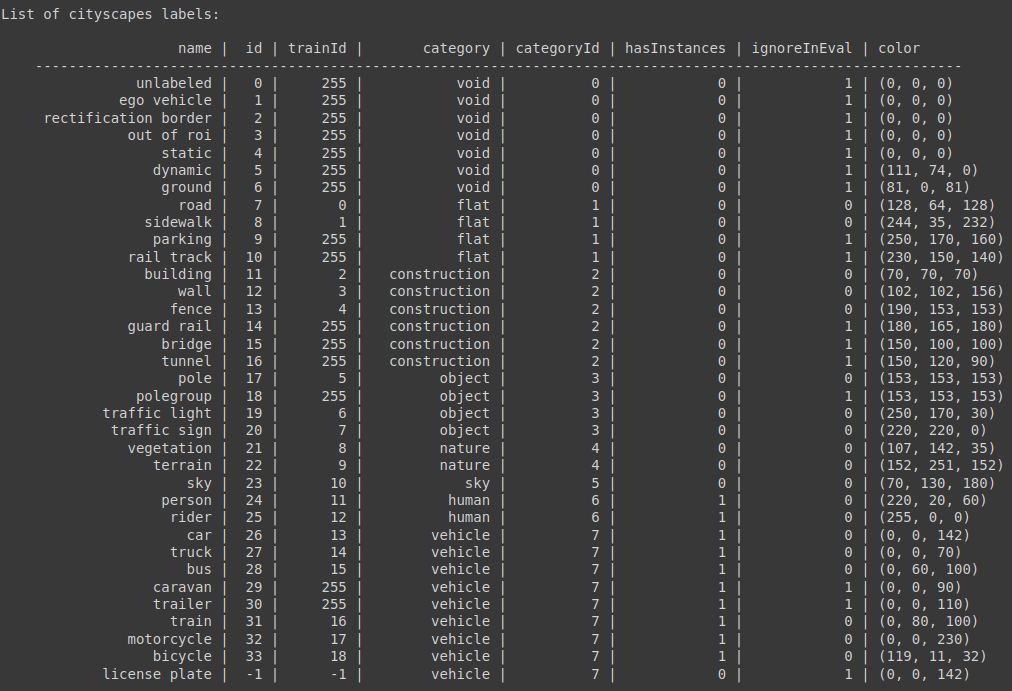 List of cityscapes labels:
name | id | trainId | category | categoryId | hasInstances | ignoreInEval | color
--------------------------------------------------------------------------------------------------------------
unlabeled | 0 | 255 | void | 0 | 0 | 1 | (0, 0, 0)
ego vehicle | 1 | 255 | void | 0 | 0 | 1 | (0, 0, 0)
rectification border | 2 | 255 | void | 0 | 0 | 1 | (0, 0, 0)
out of roi | 3 | 255 | void | 0 | 0 | 1 | (0, 0, 0)
static | 4 | 255 | void | 0 | 0 | 1 | (0, 0, 0)
dynamic | 5 | 255 | void | 0 | 0 | 1 | (111, 74, 0)
ground | 6 | 255 | void | 0 | 0 | 1 | (81, 0, 81)
road | 7 | 0 | flat | 1 | 0 | 0 | (128, 64, 128)
sidewalk | 8 | 1 | flat | 1 | 0 | 0 | (244, 35, 232)
parking | 9 | 255 | flat | 1 | 0 | 1 | (250, 170, 160)
rail track | 10 | 255 | flat | 1 | 0 | 1 | (230, 150, 140)
building | 11 | 2 | construction | 2 | 0 | 0 | (70, 70, 70)
wall | 12 | 3 | construction | 2 | 0 | 0 | (102, 102, 156)
fence | 13 | 4 | construction | 2 | 0 | 0 | (190, 153, 153)
guard rail | 14 | 255 | construction | 2 | 0 | 1 | (180, 165, 180)
bridge | 15 | 255 | construction | 2 | 0 | 1 | (150, 100, 100)
tunnel | 16 | 255 | construction | 2 | 0 | 1 | (150, 120, 90)
pole | 17 | 5 | object | 3 | 0 | 0 | (153, 153, 153)
polegroup | 18 | 255 | object | 3 | 0 | 1 | (153, 153, 153)
traffic light | 19 | 6 | object | 3 | 0 | 0 | (250, 170, 30)
traffic sign | 20 | 7 | object | 3 | 0 | 0 | (220, 220, 0)
vegetation | 21 | 8 | nature | 4 | 0 | 0 | (107, 142, 35)
terrain | 22 | 9 | nature | 4 | 0 | 0 | (152, 251, 152)
sky | 23 | 10 | sky | 5 | 0 | 0 | (70, 130, 180)
person | 24 | 11 | human | 6 | 1 | 0 | (220, 20, 60)
rider | 25 | 12 | human | 6 | 1 | 0 | (255, 0, 0)
car | 26 | 13 | vehicle | 7 | 1 | 0 | (0, 0, 142)
truck | 27 | 14 | vehicle | 7 | 1 | 0 | (0, 0, 70)
bus | 28 | 15 | vehicle | 7 | 1 | 0 | (0, 60, 100)
caravan | 29 | 255 | vehicle | 7 | 1 | 1 | (0, 0, 90)
trailer | 30 | 255 | vehicle | 7 | 1 | 1 | (0, 0, 110)
train | 31 | 16 | vehicle | 7 | 1 | 0 | (0, 80, 100)
motorcycle | 32 | 17 | vehicle | 7 | 1 | 0 | (0, 0, 230)
bicycle | 33 | 18 | vehicle | 7 | 1 | 0 | (119, 11, 32)
license plate | -1 | -1 | vehicle | 7 | 0 | 1 | (0, 0, 142)